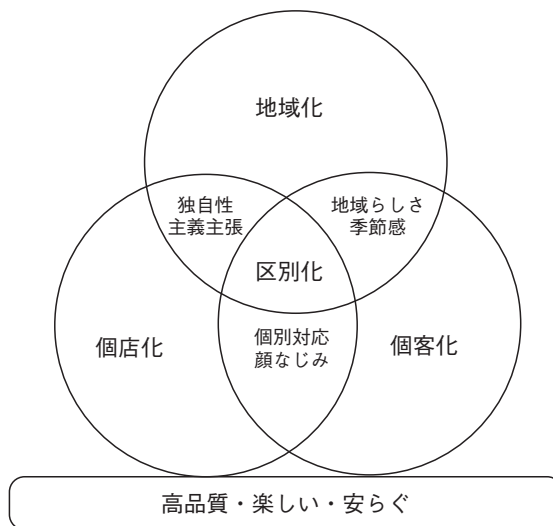 地域化
独自性
主義主張
地域らしさ
季節感
区別化
個店化
個別対応
顔なじみ
個客化
高品質・楽しい・安らぐ